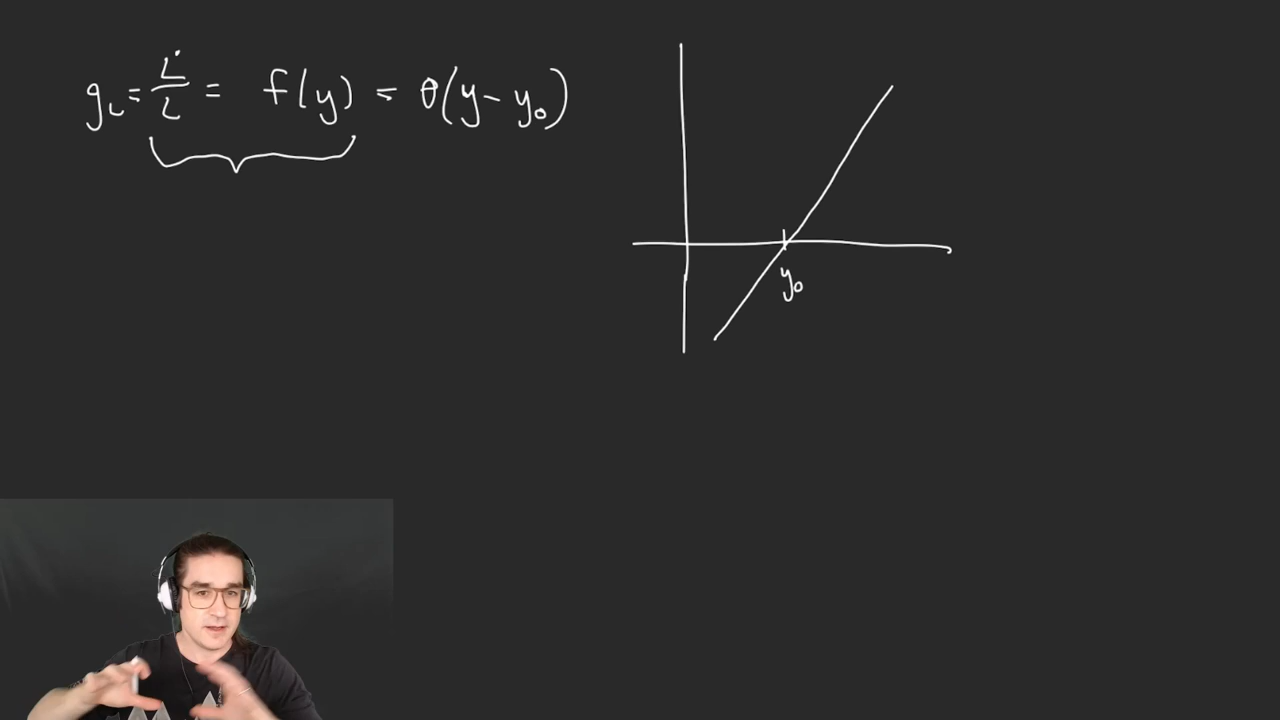 g_L = L̇/L = f(y) = θ(y - y₀)
y₀